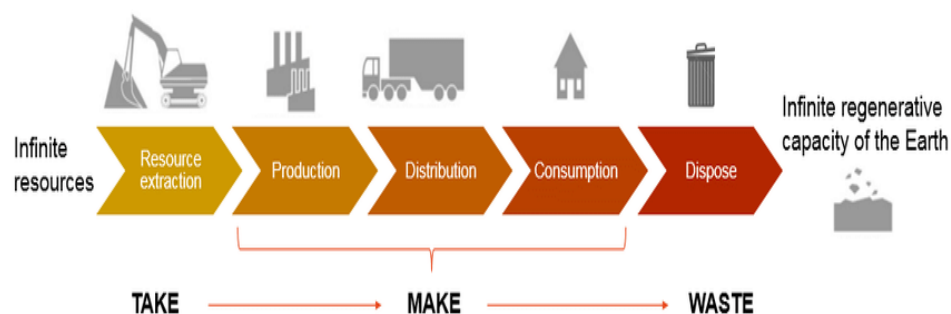 Infinite
resources
Resource
extraction
Production
Distribution
Consumption
Dispose
Infinite regenerative
capacity of the Earth
TAKE
MAKE
WASTE